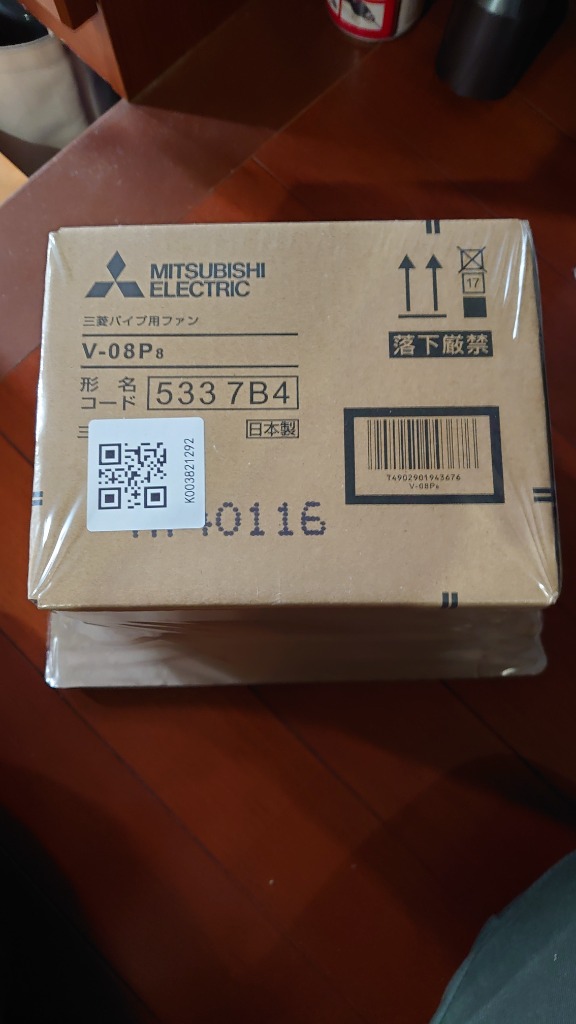 MITSUBISHI
ELECTRIC
三菱パイプ用ファン
V-08P8
形名
コード
533 7B4
日本製
17
落下厳禁
T4902901943676
V-08P8
K003821292
40116